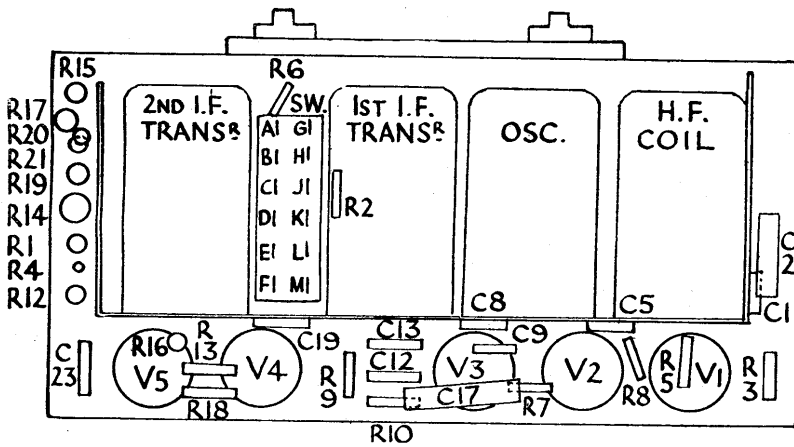 R15
R17
R20
R21
R19
R14
R1
R4
R12
2ND I.F.
TRANSR
R6
SW.
A1 G1
B1 H1
C1 J1
D1 K1
E1 L1
F1 M1
1ST I.F.
TRANSR
R2
OSC.
H.F.
COIL
C
2
C1
C8
C5
C
23
R16
V5
R
13
R18
V4
C19
R
9
C13
C12
C17
R10
V3
C9
R7
V2
R8
R
5
V1
R
3